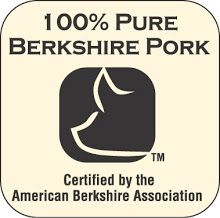 100% PURE
BERKSHIRE PORK
TM
Certified by the
American Berkshire Association